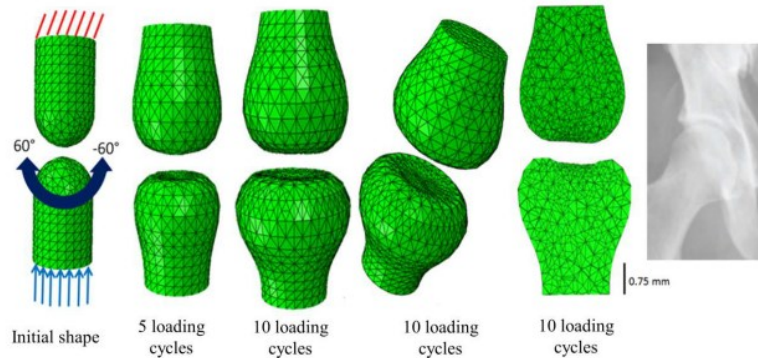 60°
-60°
0.75 mm
Initial shape
5 loading
cycles
10 loading
cycles
10 loading
cycles
10 loading
cycles